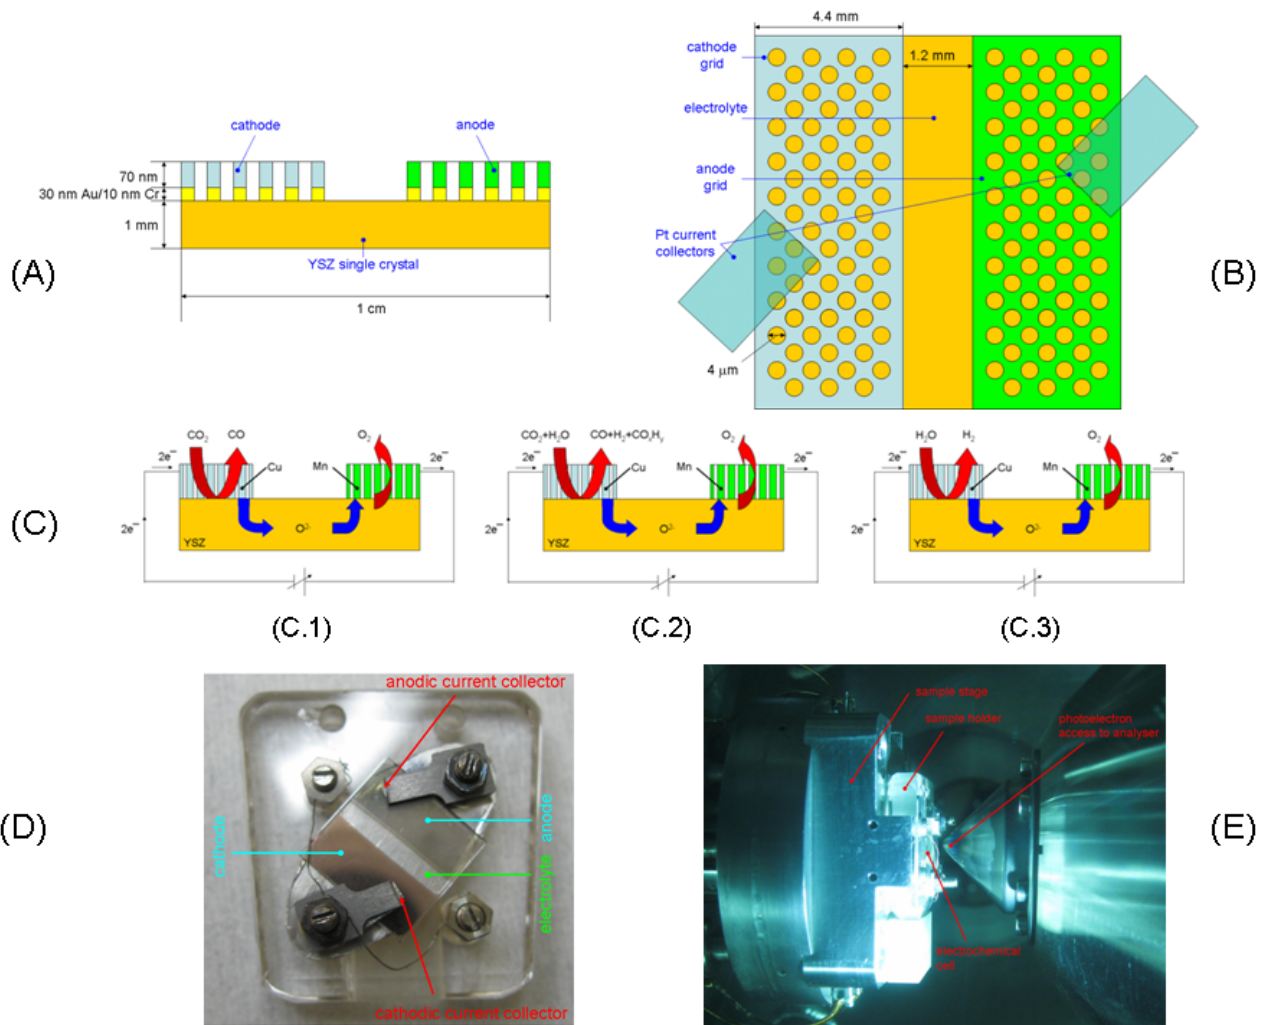 4.4 mm
cathode
grid
1.2 mm
electrolyte
anode
grid
Pt current
collectors
4 μm
(B)
cathode
anode
70 nm
30 nm Au/10 nm Cr
1 mm
YSZ single crystal
1 cm
(A)
(C)
CO₂
CO
O₂
2e⁻
2e⁻
Cu
Mn
2e⁻
O²⁻
YSZ
(C.1)
CO₂+H₂O
CO+H₂+COₓHᵧ
O₂
2e⁻
2e⁻
Cu
Mn
2e⁻
O²⁻
YSZ
(C.2)
H₂O
H₂
O₂
2e⁻
2e⁻
Cu
Mn
2e⁻
O²⁻
YSZ
(C.3)
(D)
anodic current collector
cathode
anode
electrolyte
cathodic current collector
(E)
sample stage
sample holder
photoelectron
access to analyser
electrochemical
cell